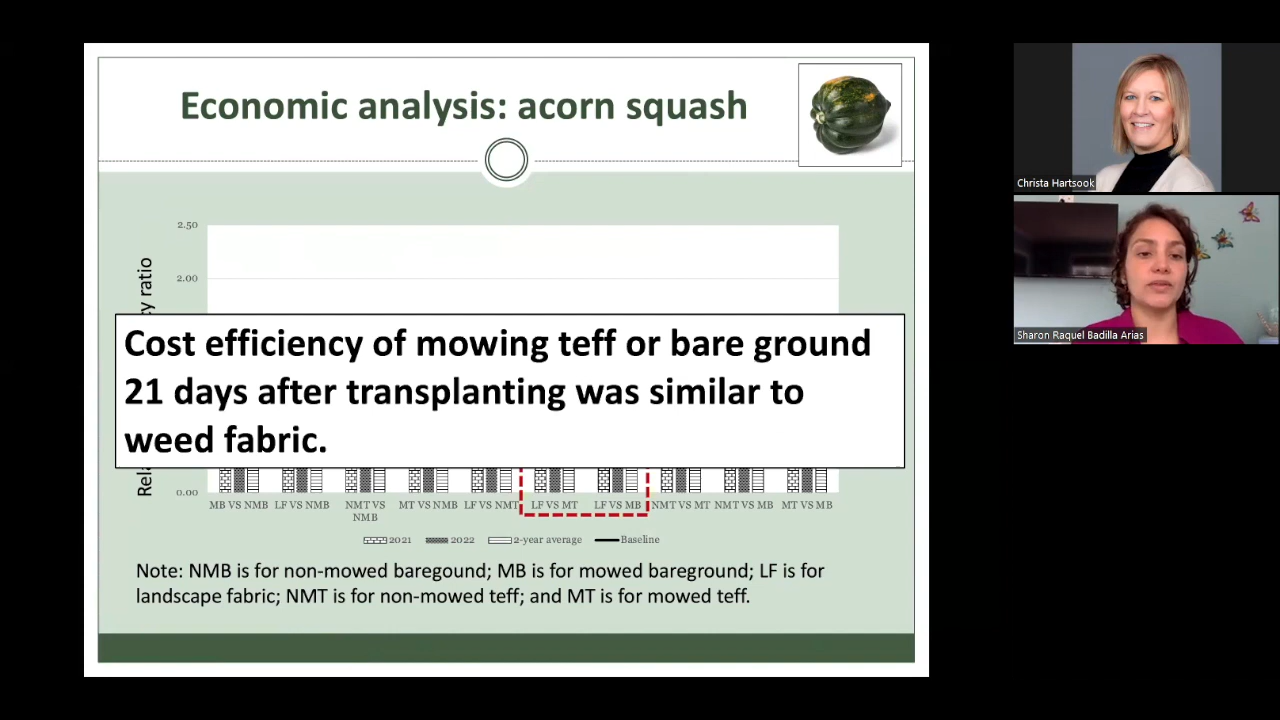 Economic analysis: acorn squash
2.50
2.00
cy ratio
Cost efficiency of mowing teff or bare ground
21 days after transplanting was similar to
weed fabric.
Rela
0.00
MB VS NMB LF VS NMB NMT VS NMB MT VS NMB LF VS NMT LF VS MT LF VS MB NMT VS MT NMT VS MB MT VS MB
2021 2022 2-year average Baseline
Note: NMB is for non-mowed baregound; MB is for mowed bareground; LF is for
landscape fabric; NMT is for non-mowed teff; and MT is for mowed teff.
Christa Hartsook
Sharon Raquel Badilla Arias